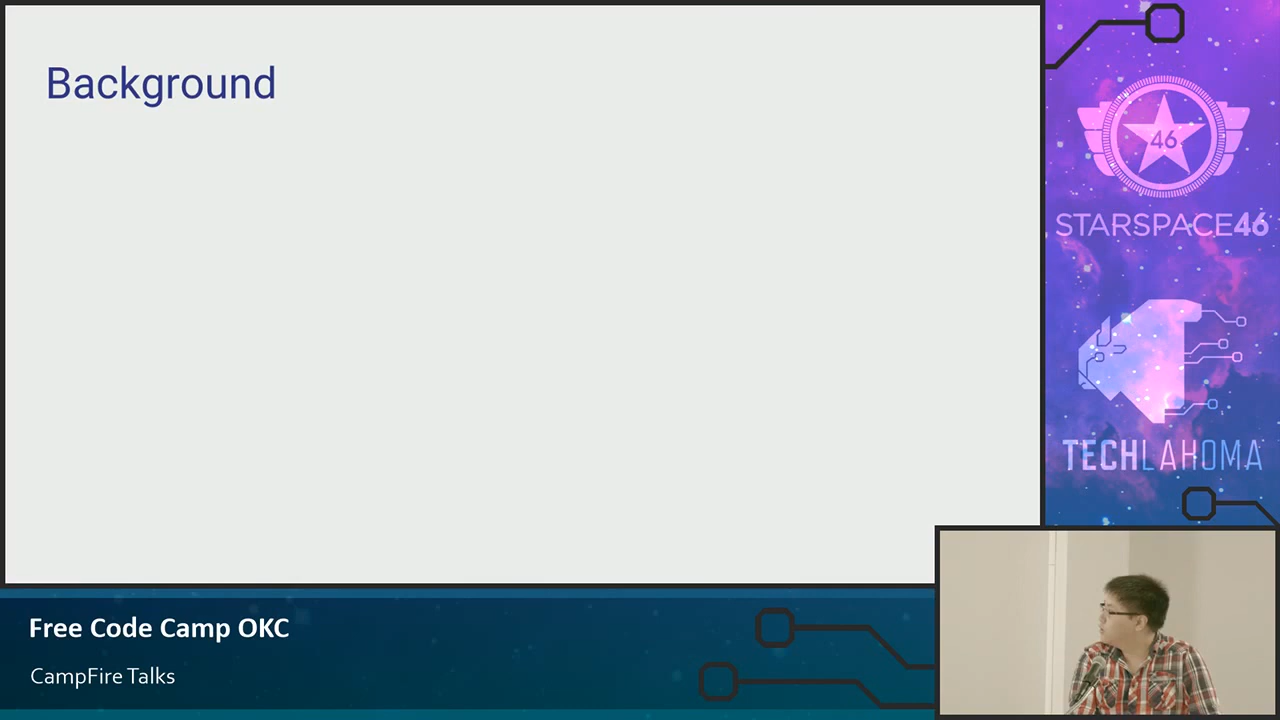 Background
46
STARSPACE46
TECHLAHOMA
Free Code Camp OKC
CampFire Talks